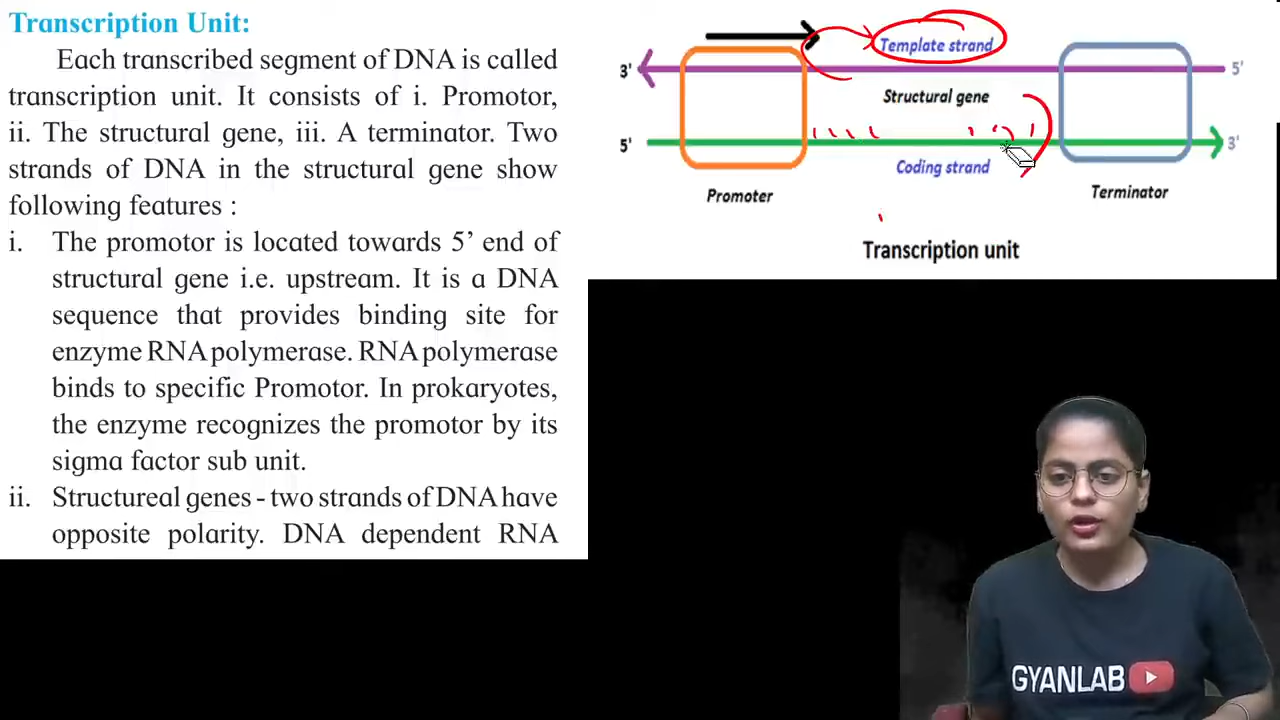 Transcription Unit:
Each transcribed segment of DNA is called
transcription unit. It consists of i. Promotor,
ii. The structural gene, iii. A terminator. Two
strands of DNA in the structural gene show
following features :
i. The promotor is located towards 5’ end of
structural gene i.e. upstream. It is a DNA
sequence that provides binding site for
enzyme RNA polymerase. RNA polymerase
binds to specific Promotor. In prokaryotes,
the enzyme recognizes the promotor by its
sigma factor sub unit.
ii. Structureal genes - two strands of DNA have
opposite polarity. DNA dependent RNA
Template strand
3' 5'
Structural gene
5' 3'
Coding strand
Promoter Terminator
Transcription unit
GYANLAB